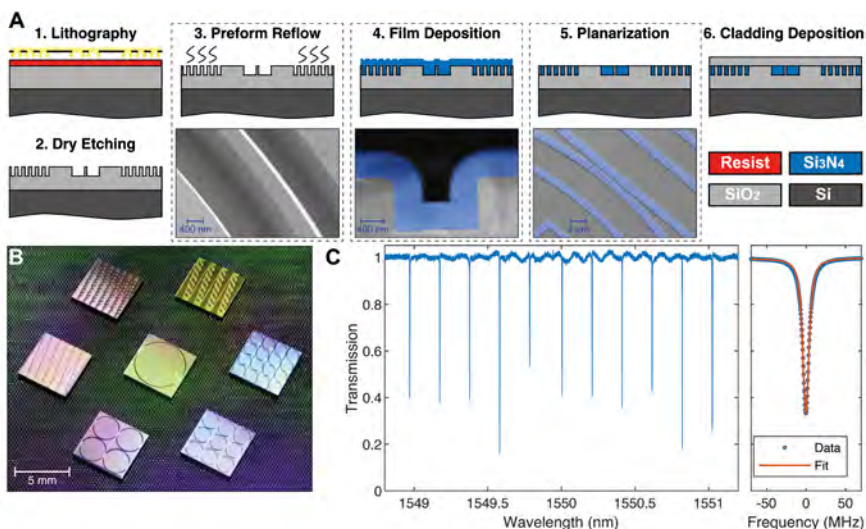 A
1. Lithography
3. Preform Reflow
4. Film Deposition
5. Planarization
6. Cladding Deposition
2. Dry Etching
400 nm
400 nm
Resist
Si₃N₄
SiO₂
Si
B
5 mm
C
Transmission
1
0.8
0.6
0.4
0.2
0
1549
1549.5
1550
1550.5
1551
Wavelength (nm)
Data
Fit
-50
0
50
Frequency (MHz)